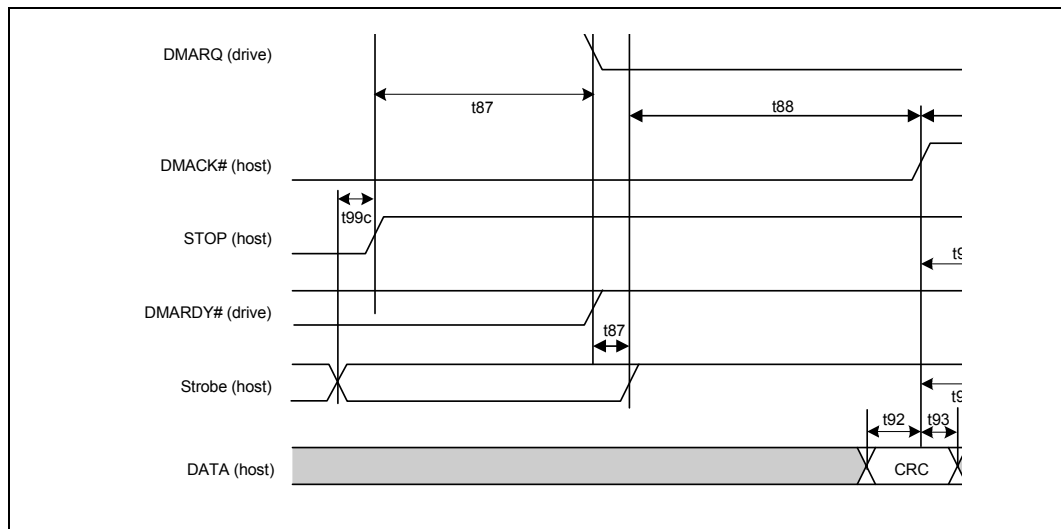 DMARQ (drive)
t87
t88
DMACK# (host)
t99c
STOP (host)
DMARDY# (drive)
t87
Strobe (host)
t92
t93
DATA (host)
CRC